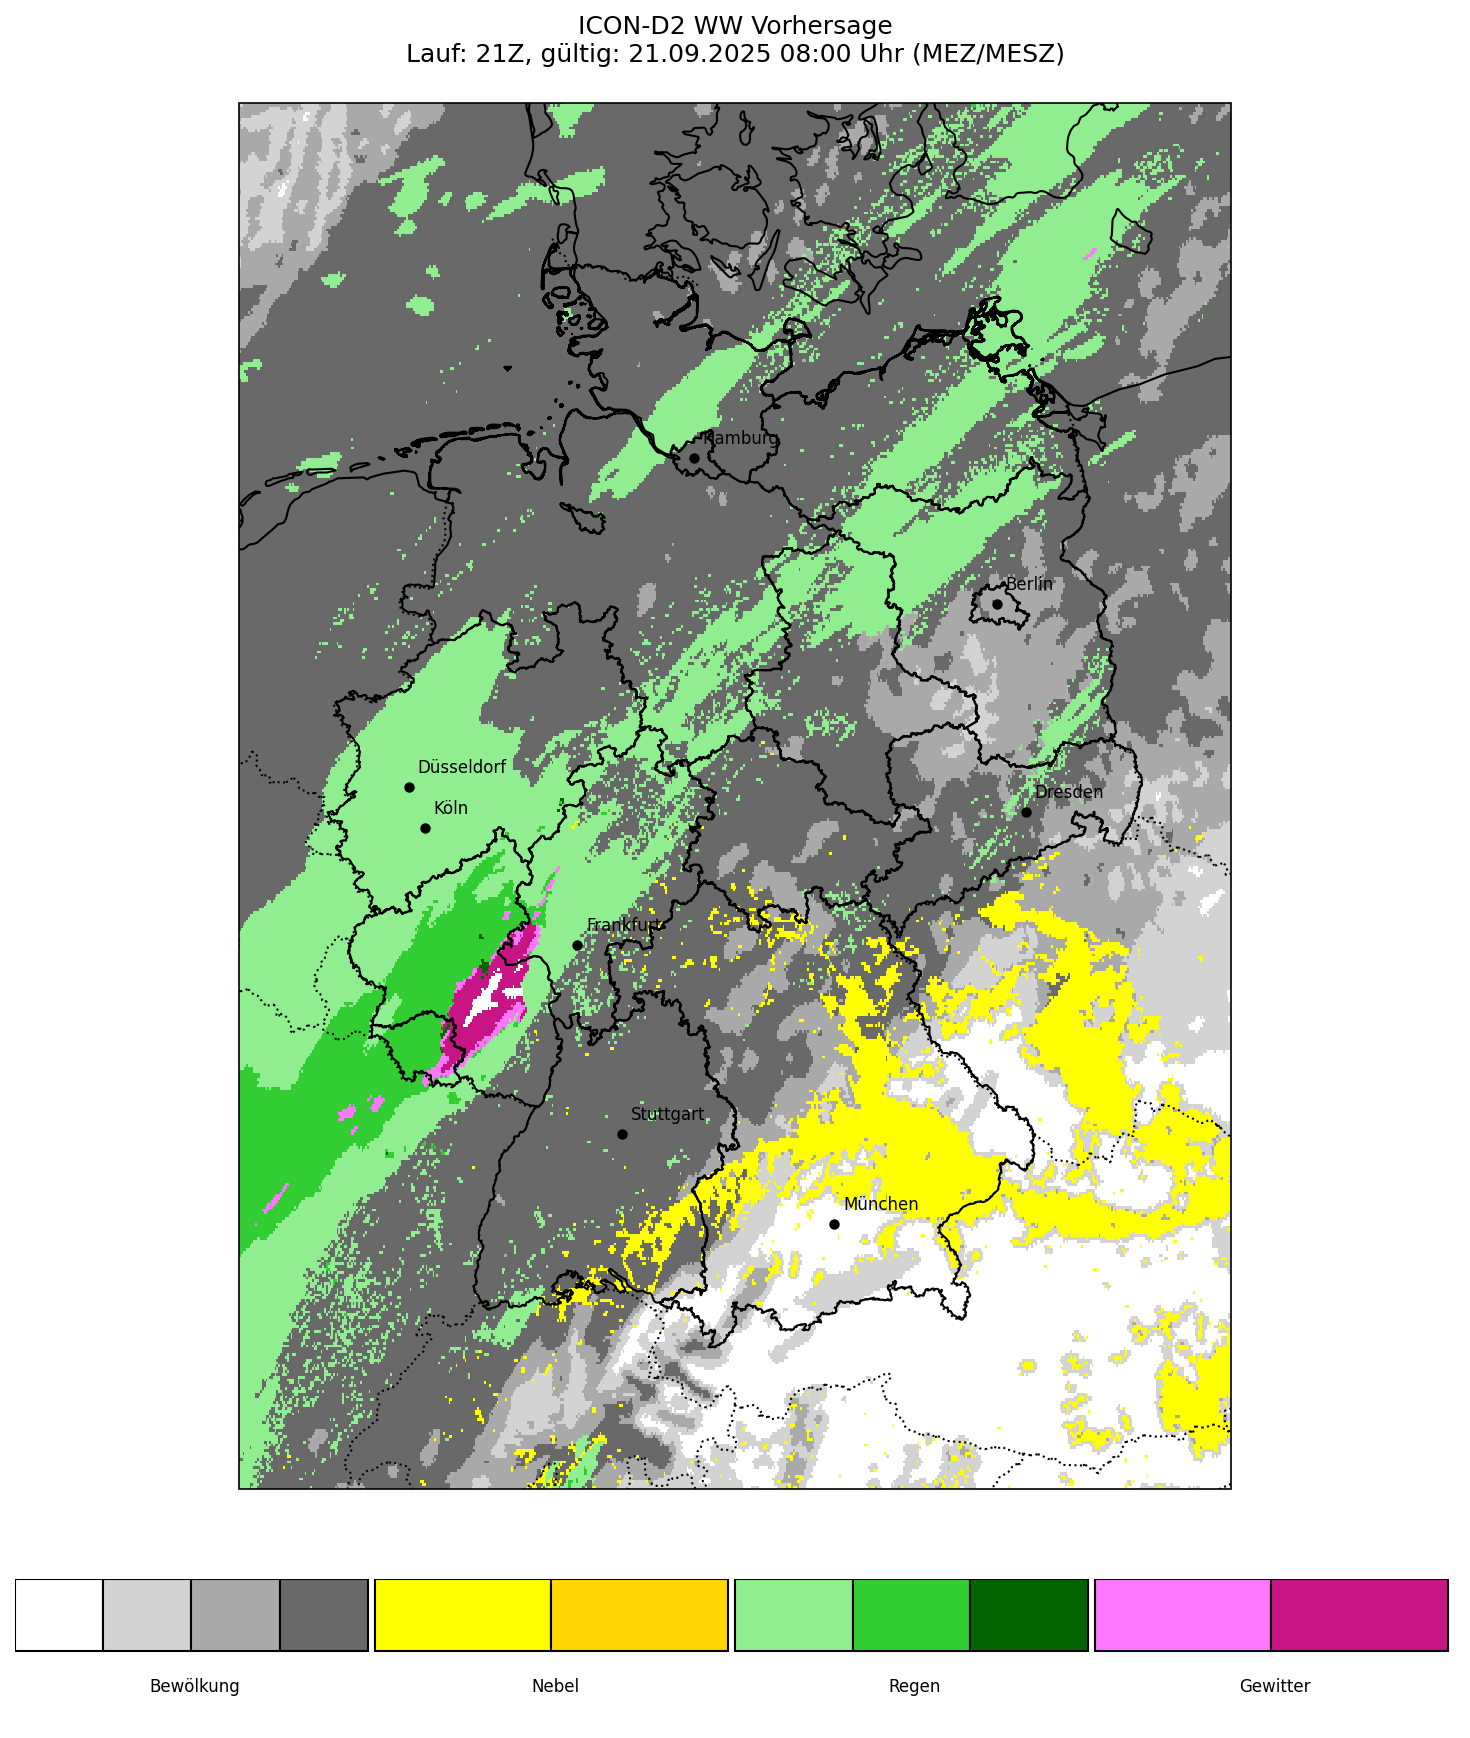 ICON-D2 WW Vorhersage
Lauf: 21Z, gültig: 21.09.2025 08:00 Uhr (MEZ/MESZ)
Hamburg
Berlin
Düsseldorf
Dresden
Köln
Frankfurt
Stuttgart
München
Bewölkung
Nebel
Regen
Gewitter